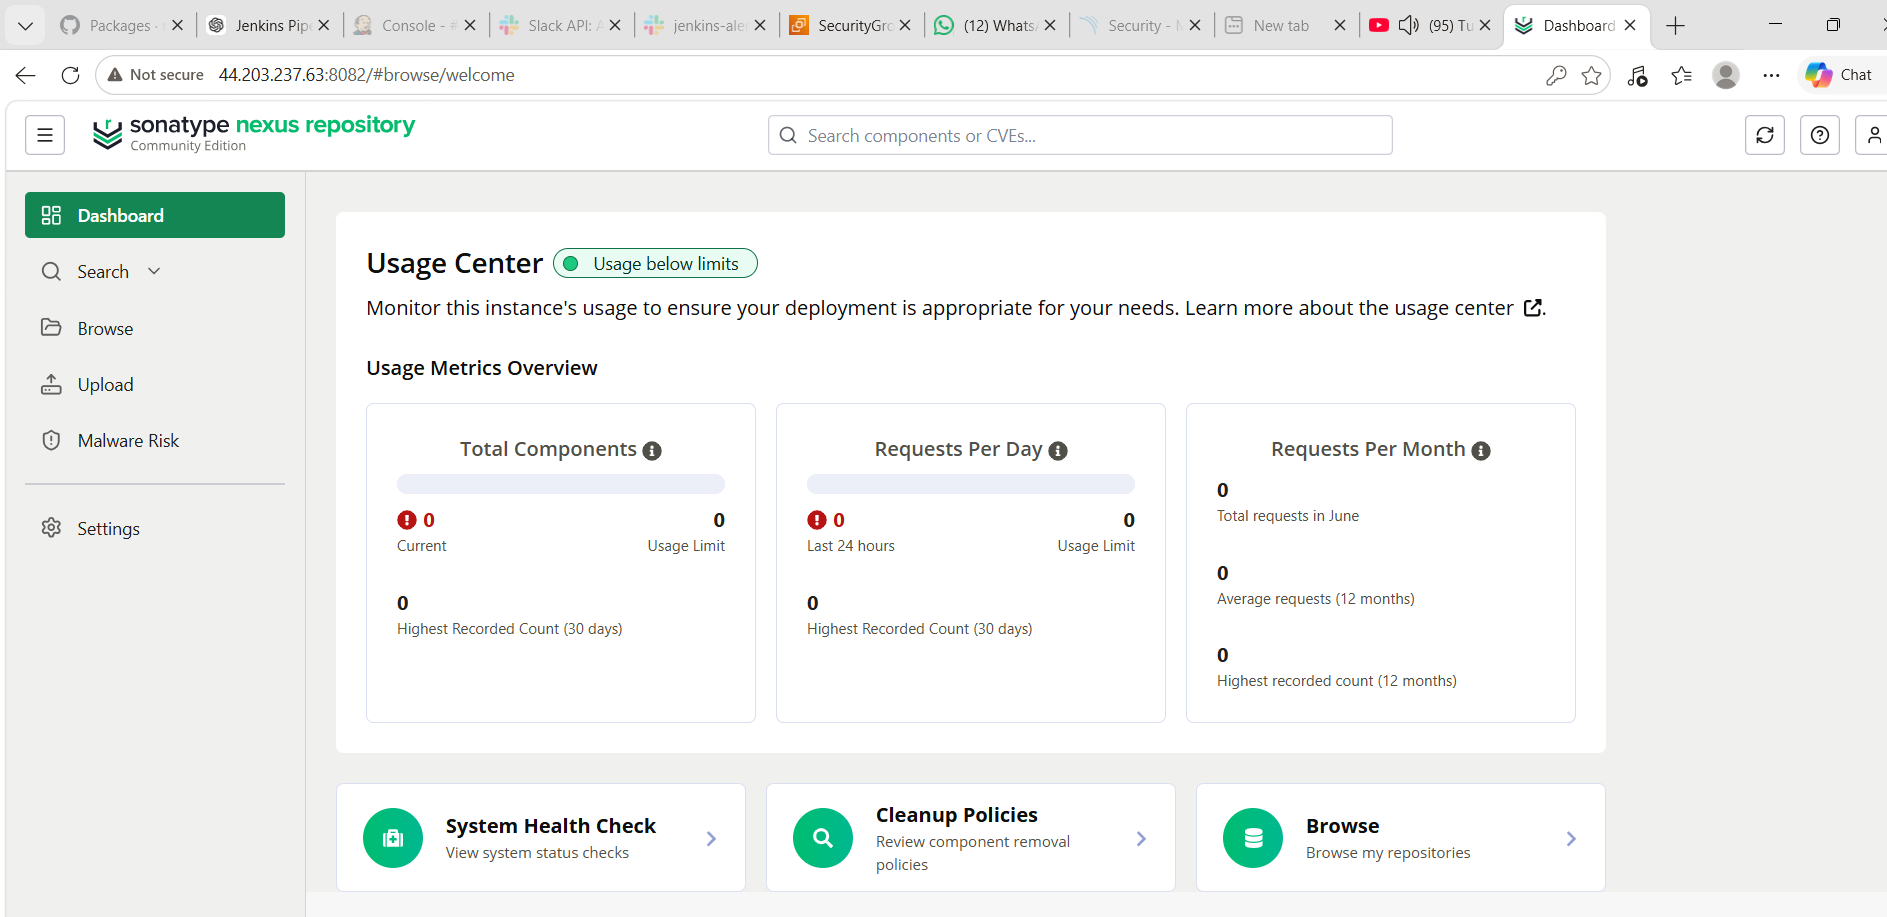 Packages ·
Jenkins Pip
Console - #
Slack API: A
jenkins-aler
SecurityGro
(12) Whats
Security - M
New tab
(95) Tu
Dashboard
Not secure
44.203.237.63:8082/#browse/welcome
Chat
sonatype nexus repository
Community Edition
Search components or CVEs...
Dashboard
Search
Browse
Upload
Malware Risk
Settings
Usage Center
Usage below limits
Monitor this instance's usage to ensure your deployment is appropriate for your needs. Learn more about the usage center .
Usage Metrics Overview
Total Components
0 0
Current Usage Limit
0
Highest Recorded Count (30 days)
Requests Per Day
0 0
Last 24 hours Usage Limit
0
Highest Recorded Count (30 days)
Requests Per Month
0
Total requests in June
0
Average requests (12 months)
0
Highest recorded count (12 months)
System Health Check
View system status checks
Cleanup Policies
Review component removal
policies
Browse
Browse my repositories